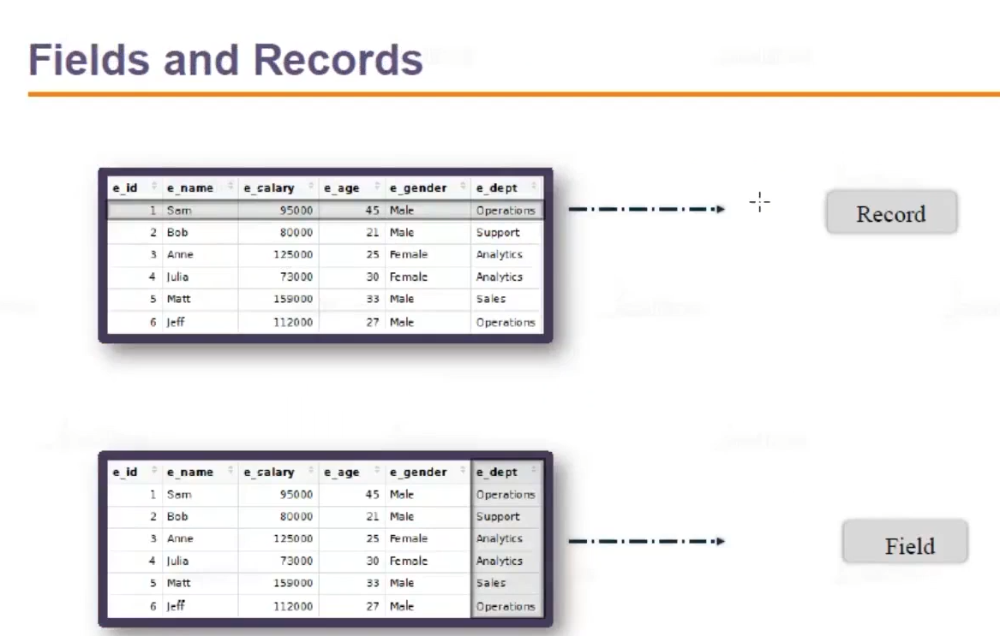 Fields and Records
e_id e_name e_salary e_age e_gender e_dept
1 Sam 95000 45 Male Operations
Record
2 Bob 80000 21 Male Support
3 Anne 125000 25 Female Analytics
4 Julia 73000 30 Female Analytics
5 Matt 159000 33 Male Sales
6 Jeff 112000 27 Male Operations
e_id e_name e_salary e_age e_gender e_dept
1 Sam 95000 45 Male Operations
2 Bob 80000 21 Male Support
3 Anne 125000 25 Female Analytics
Field
4 Julia 73000 30 Female Analytics
5 Matt 159000 33 Male Sales
6 Jeff 112000 27 Male Operations